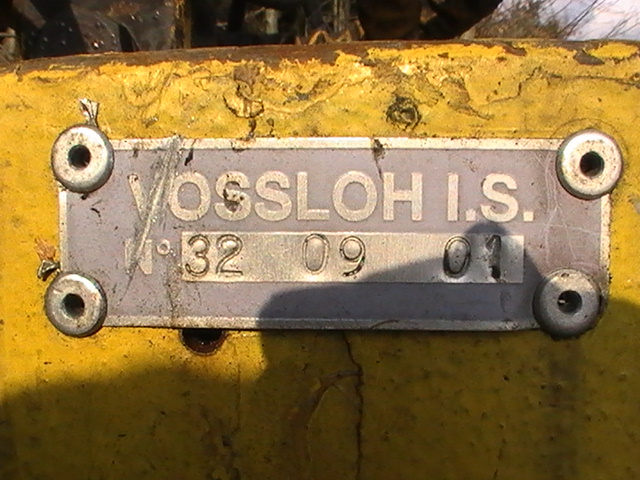 VOSSLOH I.S.
N° 32 09 01